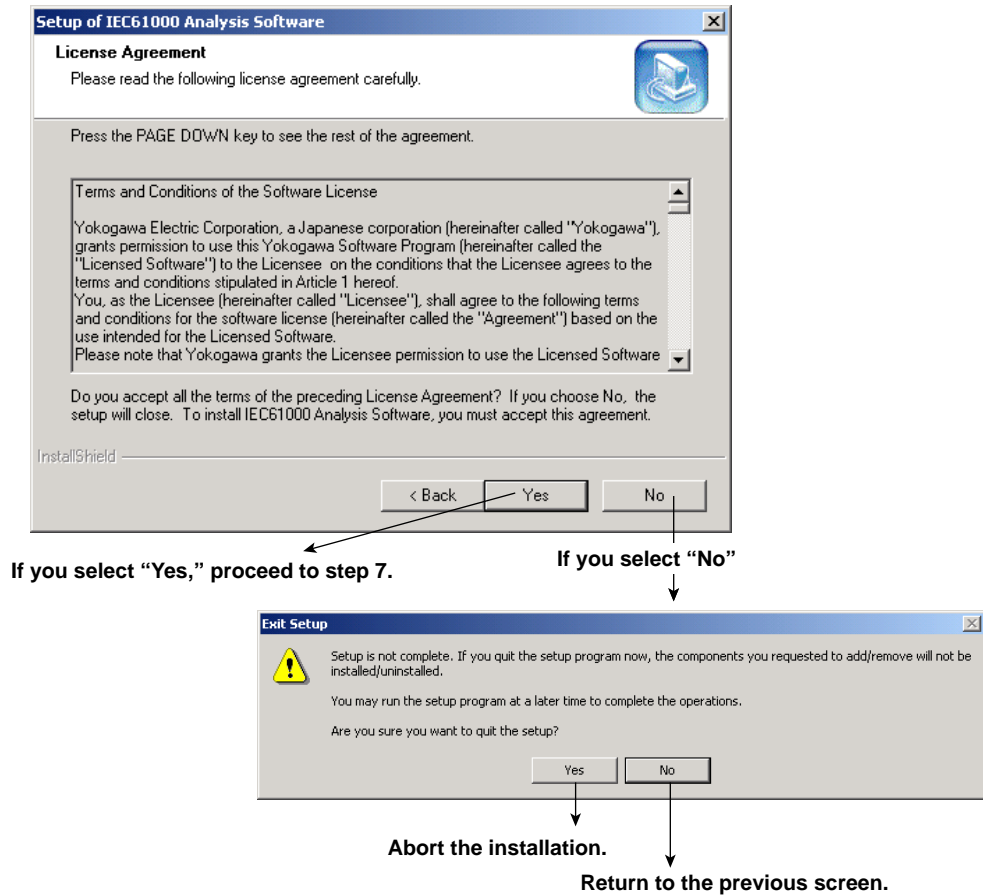 Setup of IEC61000 Analysis Software
License Agreement
Please read the following license agreement carefully.
Press the PAGE DOWN key to see the rest of the agreement.
Terms and Conditions of the Software License
Yokogawa Electric Corporation, a Japanese corporation (hereinafter called "Yokogawa"),
grants permission to use this Yokogawa Software Program (hereinafter called the
"Licensed Software") to the Licensee  on the conditions that the Licensee agrees to the
terms and conditions stipulated in Article 1 hereof.
You, as the Licensee (hereinafter called "Licensee"), shall agree to the following terms
and conditions for the software license (hereinafter called the "Agreement") based on the
use intended for the Licensed Software.
Please note that Yokogawa grants the Licensee permission to use the Licensed Software
Do you accept all the terms of the preceding License Agreement?  If you choose No,  the
setup will close.  To install IEC61000 Analysis Software, you must accept this agreement.
InstallShield
< Back Yes No
If you select “Yes,” proceed to step 7.
If you select “No”
Exit Setup
Setup is not complete. If you quit the setup program now, the components you requested to add/remove will not be
installed/uninstalled.
You may run the setup program at a later time to complete the operations.
Are you sure you want to quit the setup?
Yes No
Abort the installation.
Return to the previous screen.